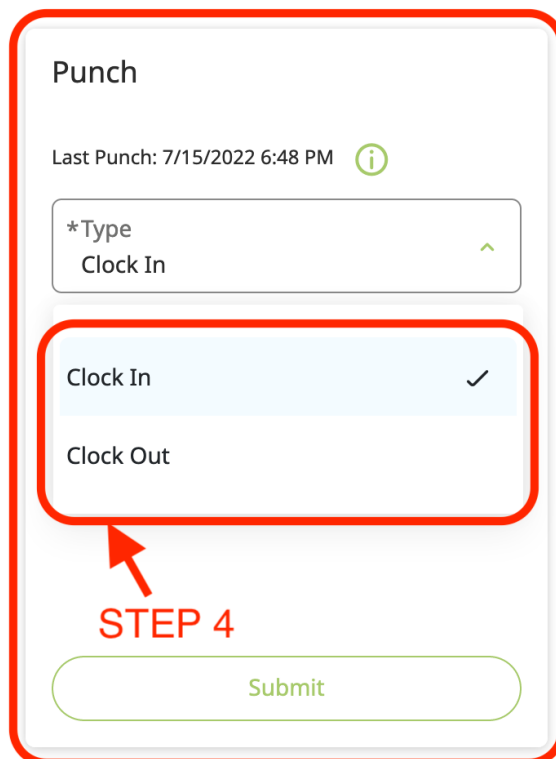 Punch
Last Punch: 7/15/2022 6:48 PM
*Type
Clock In
Clock In
Clock Out
STEP 4
Submit